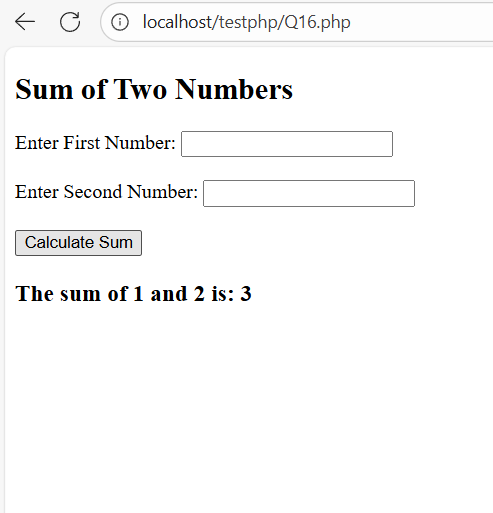 localhost/testphp/Q16.php
Sum of Two Numbers
Enter First Number:
Enter Second Number:
Calculate Sum
The sum of 1 and 2 is: 3